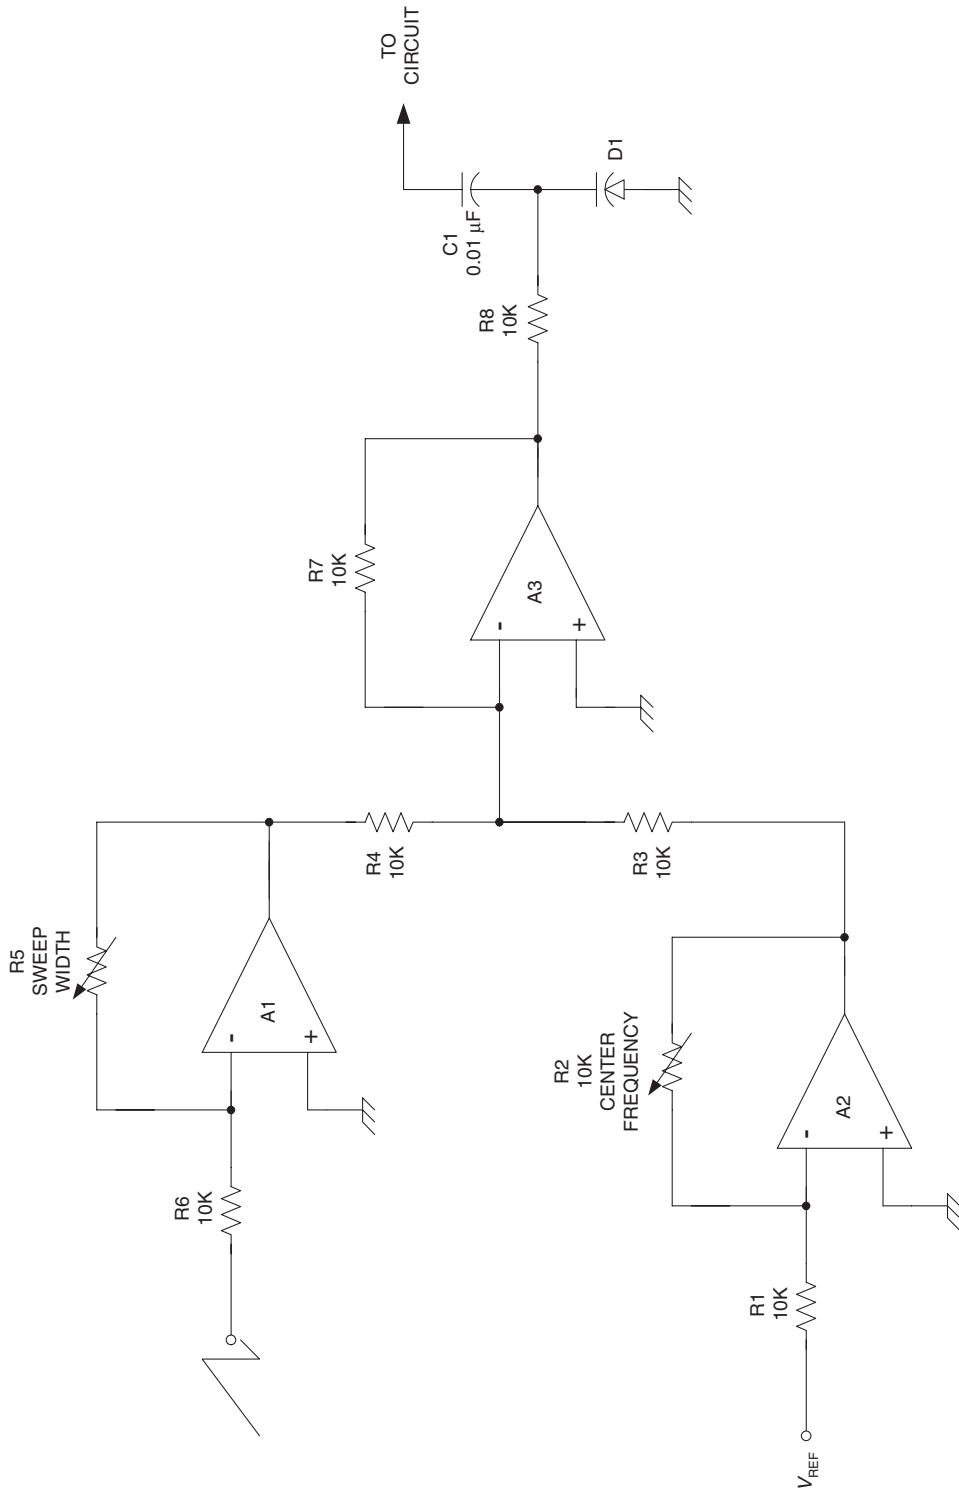 R5
SWEEP
WIDTH
R6
10K
-
+
A1
R4
10K
R7
10K
-
+
A3
R8
10K
C1
0.01 µF
TO
CIRCUIT
D1
R3
10K
R2
10K
CENTER
FREQUENCY
R1
10K
-
+
A2
VREF